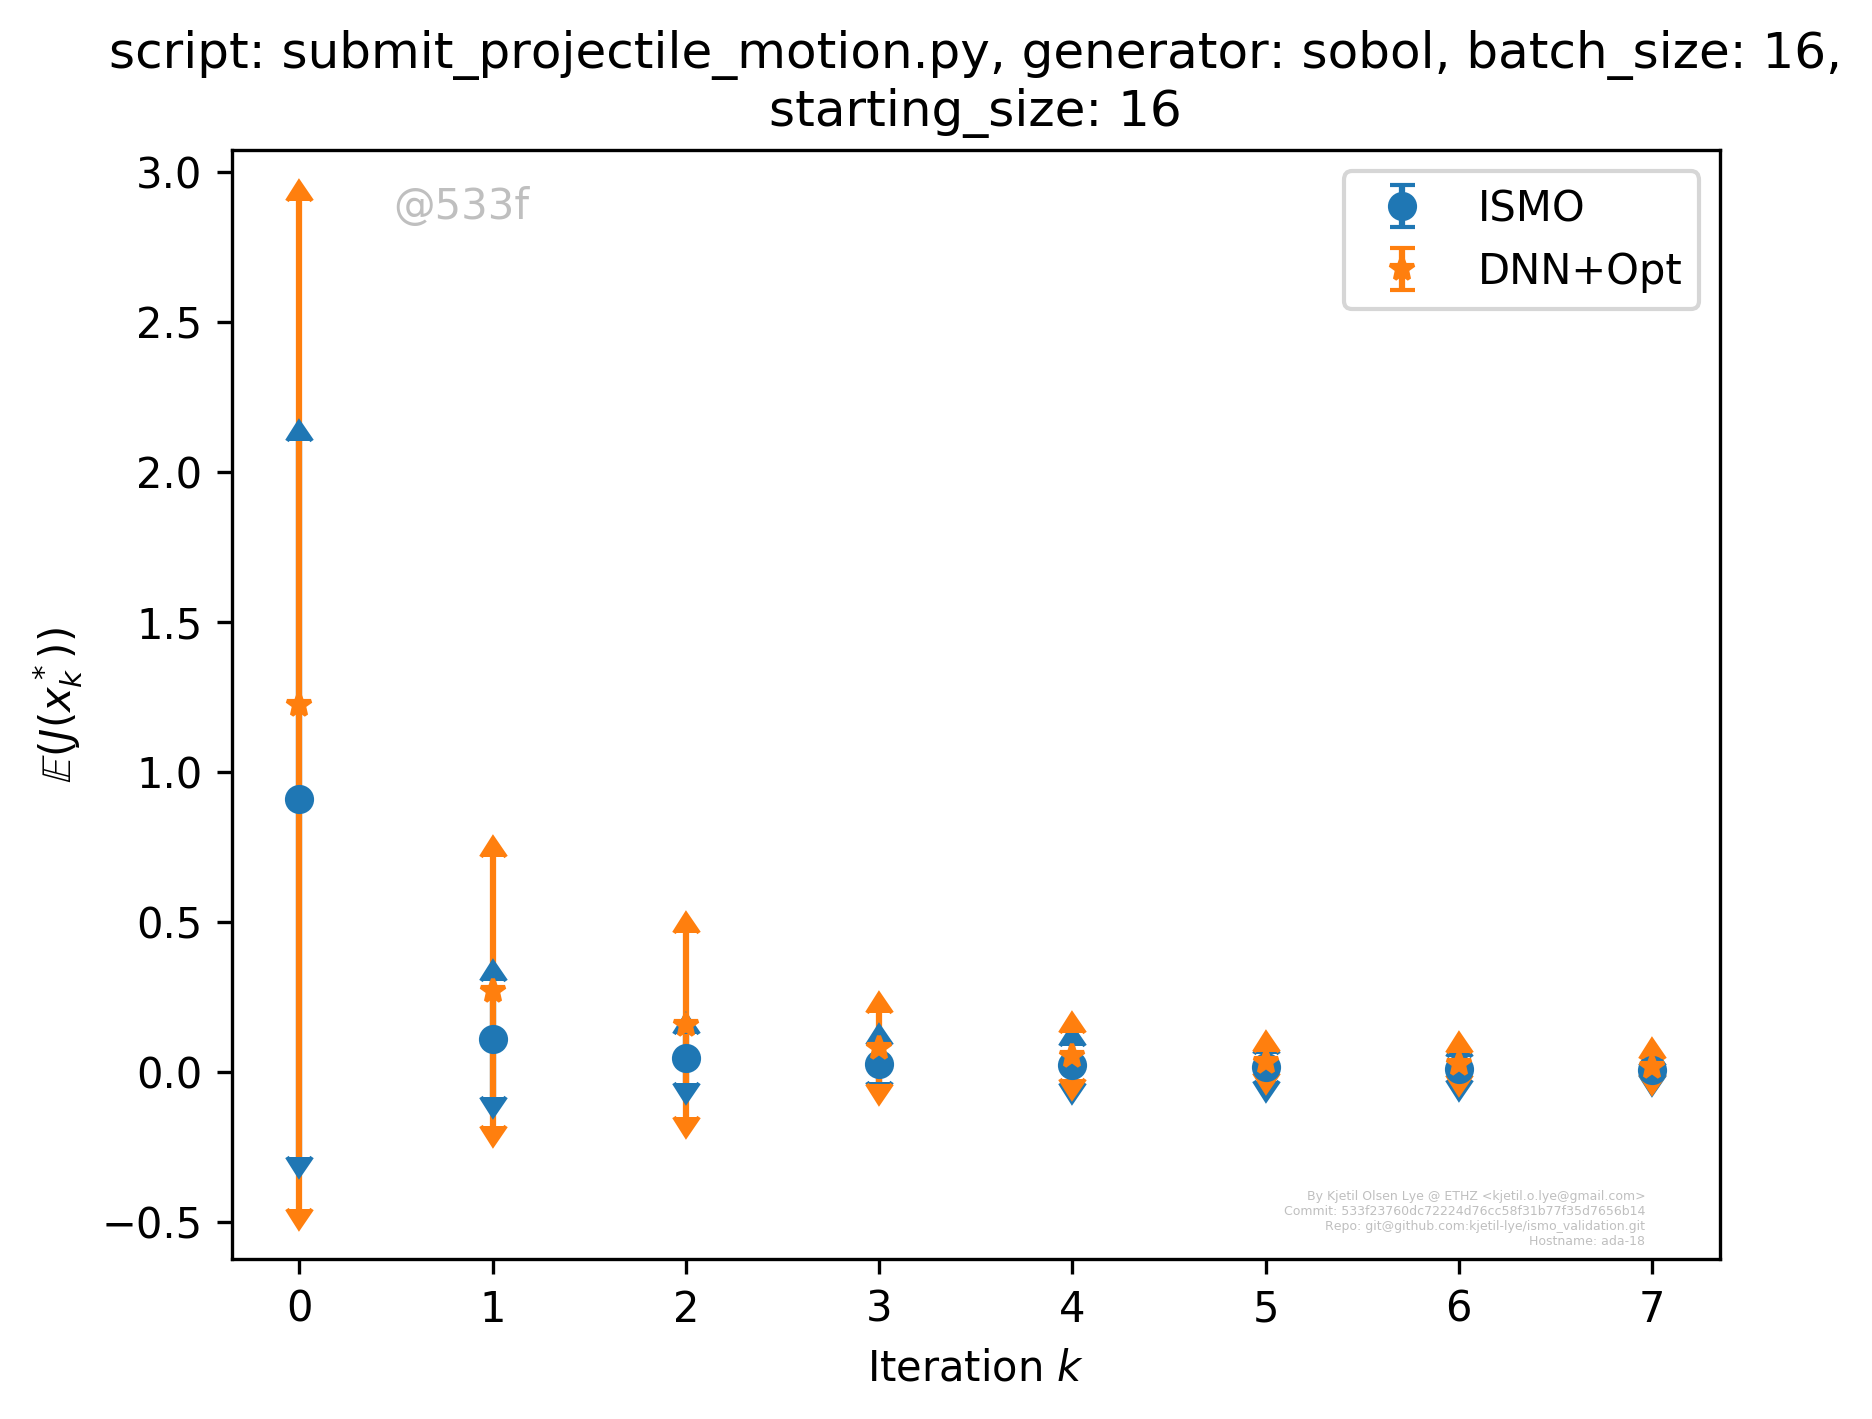 script: submit_projectile_motion.py, generator: sobol, batch_size: 16,
starting_size: 16
@533f
ISMO
DNN+Opt
3.0
2.5
2.0
1.5
1.0
0.5
0.0
−0.5
𝔼(J(x*k))
0 1 2 3 4 5 6 7
Iteration k
By Kjetil Olsen Lye @ ETHZ <kjetil.o.lye@gmail.com>
Commit: 533f23760dc72224d76cc58f31b77f35d7656b14
Repo: git@github.com:kjetil-lye/ismo_validation.git
Hostname: ada-18